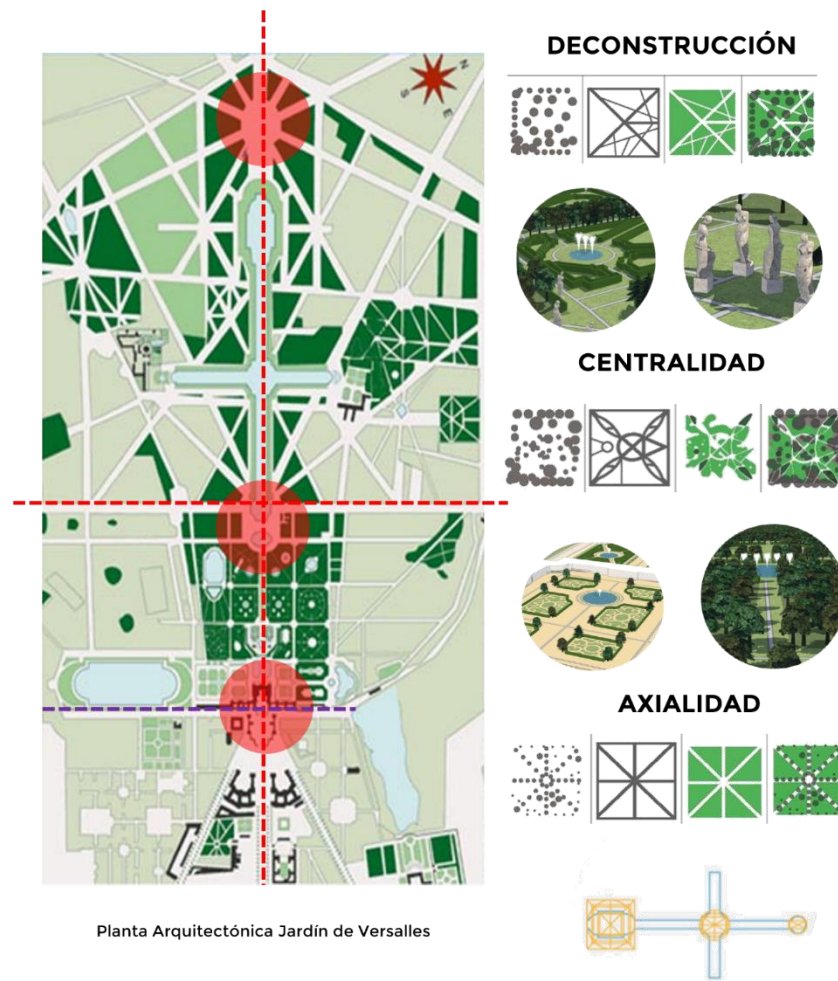 DECONSTRUCCIÓN
N
S
E
CENTRALIDAD
AXIALIDAD
Planta Arquitectónica Jardín de Versalles